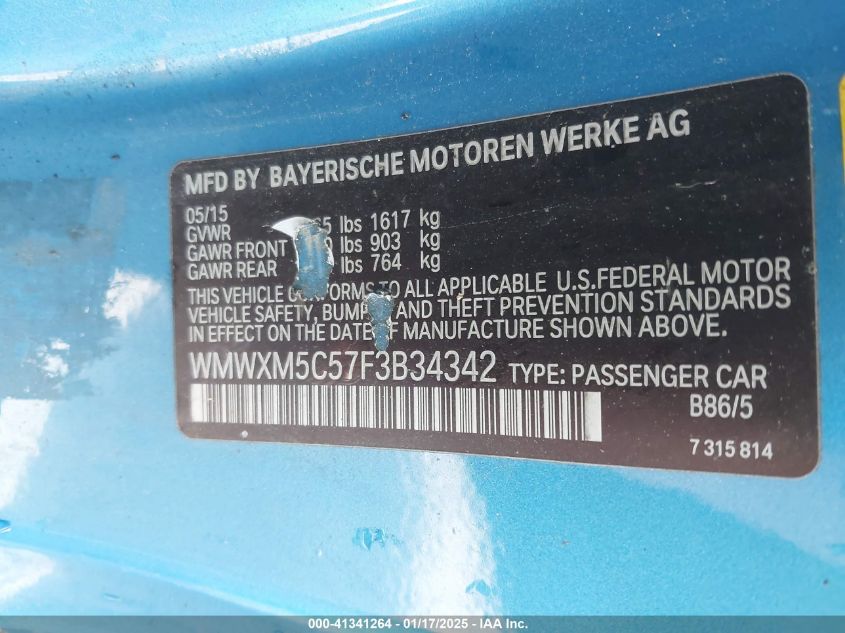 MFD BY BAYERISCHE MOTOREN WERKE AG
05/15
GVWR lbs 1617 kg
GAWR FRONT lbs 903 kg
GAWR REAR lbs 764 kg
THIS VEHICLE CONFORMS TO ALL APPLICABLE U.S.FEDERAL MOTOR
VEHICLE SAFETY, AND THEFT PREVENTION STANDARDS
IN EFFECT ON THE DATE OF MANUFACTURE SHOWN ABOVE.
WMWXM5C57F3B34342 TYPE: PASSENGER CAR
B86/5
7 315 814
000-41341264 - 01/17/2025 - IAAI, Inc.